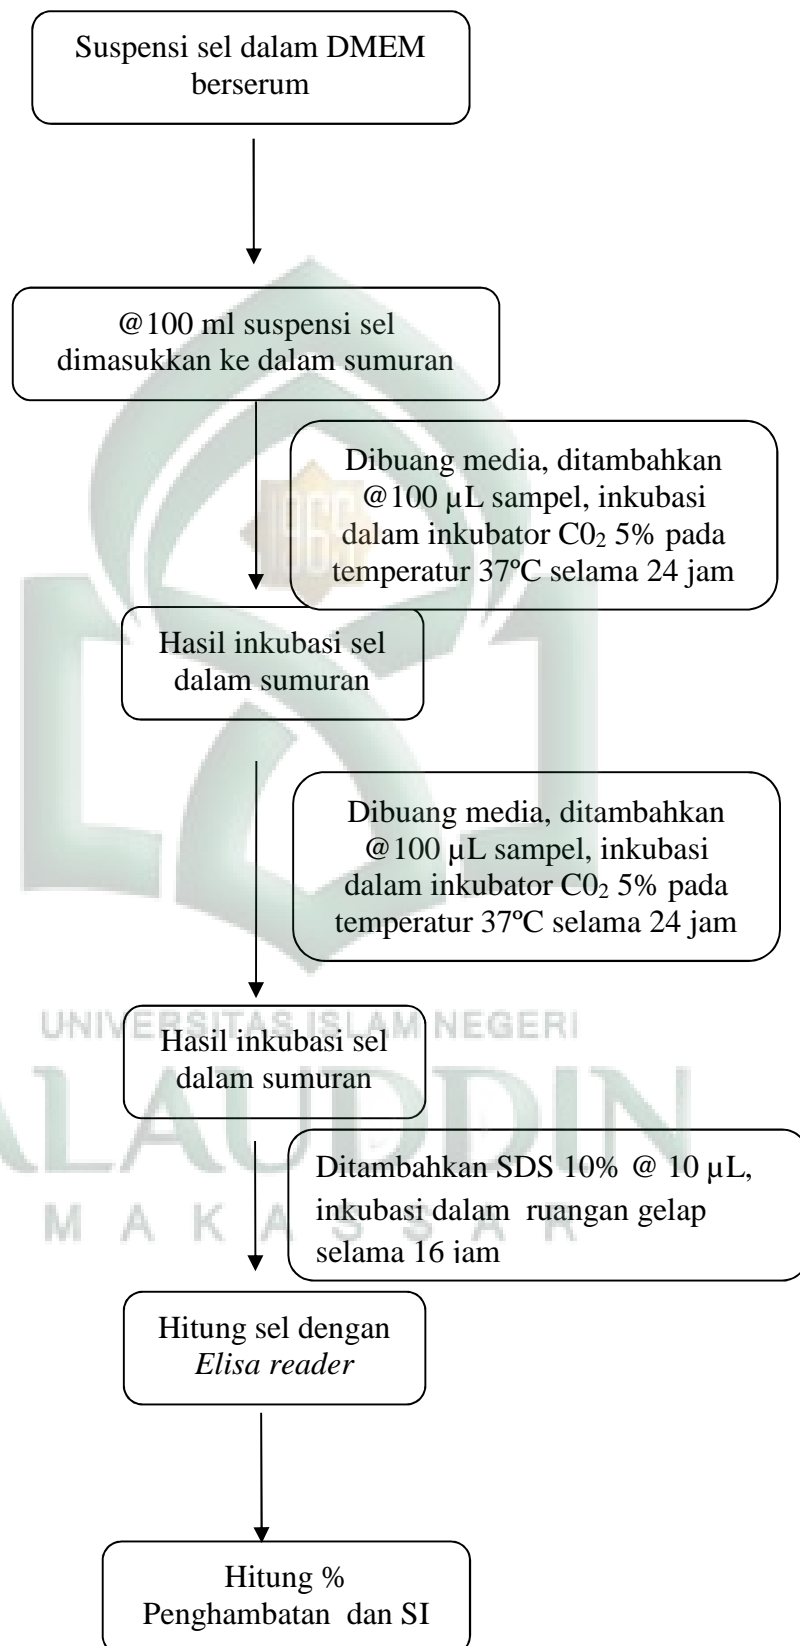 Suspensi sel dalam DMEM
berserum
@100 ml suspensi sel
dimasukkan ke dalam sumuran
Dibuang media, ditambahkan
@100 µL sampel, inkubasi
dalam inkubator C0₂ 5% pada
temperatur 37ºC selama 24 jam
Hasil inkubasi sel
dalam sumuran
Dibuang media, ditambahkan
@100 µL sampel, inkubasi
dalam inkubator C0₂ 5% pada
temperatur 37ºC selama 24 jam
UNIVERSITAS ISLAM NEGERI
Hasil inkubasi sel
dalam sumuran
ALAUDDIN
Ditambahkan SDS 10% @ 10 µL,
inkubasi dalam ruangan gelap
selama 16 jam
MAKASSAR
Hitung sel dengan
Elisa reader
Hitung %
Penghambatan dan SI
1965